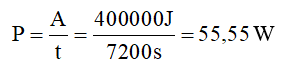 P = A/t = 400000J/7200s = 55,55 W